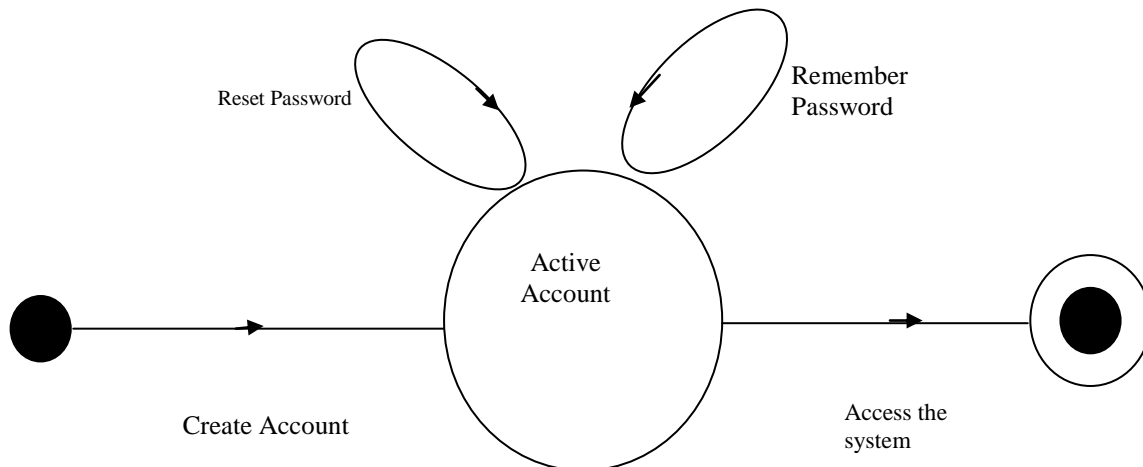 Reset Password
Remember
Password
Active
Account
Create Account
Access the
system